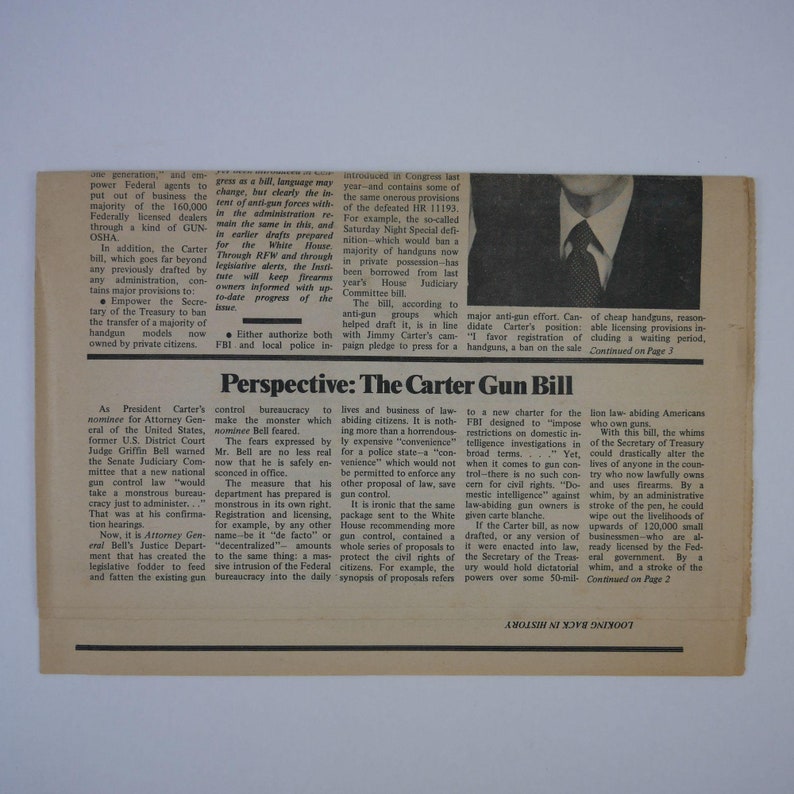 one generation," and em-
power Federal agents to
put out of business the
majority of the 160,000
Federally licensed dealers
through a kind of GUN-
OSHA.
In addition, the Carter
bill, which goes far beyond
any previously drafted by
any administration, con-
tains major provisions to:
● Empower the Secre-
tary of the Treasury to ban
the transfer of a majority of
handgun models now
owned by private citizens.
yet been introduced in Con-
gress as a bill, language may
change, but clearly the in-
tent of anti-gun forces with-
in the administration re-
main the same in this, and
in earlier drafts prepared
for the White House.
Through RFW and through
legislative alerts, the Insti-
tute will keep firearms
owners informed with up-
to-date progress of the
issue.
● Either authorize both
FBI and local police in-
introduced in Congress last
year—and contains some of
the same onerous provisions
of the defeated HR 11193.
For example, the so-called
Saturday Night Special defi-
nition—which would ban a
majority of handguns now
in private possession—has
been borrowed from last
year's House Judiciary
Committee bill.
The bill, according to
anti-gun groups which
helped draft it, is in line
with Jimmy Carter's cam-
paign pledge to press for a
major anti-gun effort. Can-
didate Carter's position:
"I favor registration of
handguns, a ban on the sale
of cheap handguns, reason-
able licensing provisions in-
cluding a waiting period,
Continued on Page 3
Perspective: The Carter Gun Bill
As President Carter's
nominee for Attorney Gen-
eral of the United States,
former U.S. District Court
Judge Griffin Bell warned
the Senate Judiciary Com-
mittee that a new national
gun control law "would
take a monstrous bureau-
cracy just to administer. . ."
That was at his confirma-
tion hearings.
Now, it is Attorney Gen-
eral Bell's Justice Depart-
ment that has created the
legislative fodder to feed
and fatten the existing gun
control bureaucracy to
make the monster which
nominee Bell feared.
The fears expressed by
Mr. Bell are no less real
now that he is safely en-
sconced in office.
The measure that his
department has prepared is
monstrous in its own right.
Registration and licensing,
for example, by any other
name—be it "de facto" or
"decentralized"— amounts
to the same thing: a mas-
sive intrusion of the Federal
bureaucracy into the daily
lives and business of law-
abiding citizens. It is noth-
ing more than a horrendous-
ly expensive "convenience"
for a police state—a "con-
venience" which would not
be permitted to enforce any
other proposal of law, save
gun control.
It is ironic that the same
package sent to the White
House recommending more
gun control, contained a
whole series of proposals to
protect the civil rights of
citizens. For example, the
synopsis of proposals refers
to a new charter for the
FBI designed to "impose
restrictions on domestic in-
telligence investigations in
broad terms. . . ." Yet,
when it comes to gun con-
trol—there is no such con-
cern for civil rights. "Do-
mestic intelligence" against
law-abiding gun owners is
given carte blanche.
If the Carter bill, as now
drafted, or any version of
it were enacted into law,
the Secretary of the Treas-
ury would hold dictatorial
powers over some 50-mil-
lion law- abiding Americans
who own guns.
With this bill, the whims
of the Secretary of Treasury
could drastically alter the
lives of anyone in the coun-
try who now lawfully owns
and uses firearms. By a
whim, by an administrative
stroke of the pen, he could
wipe out the livelihoods of
upwards of 120,000 small
businessmen—who are al-
ready licensed by the Fed-
eral government. By a
whim, and a stroke of the
Continued on Page 2
LOOKING BACK IN HISTORY